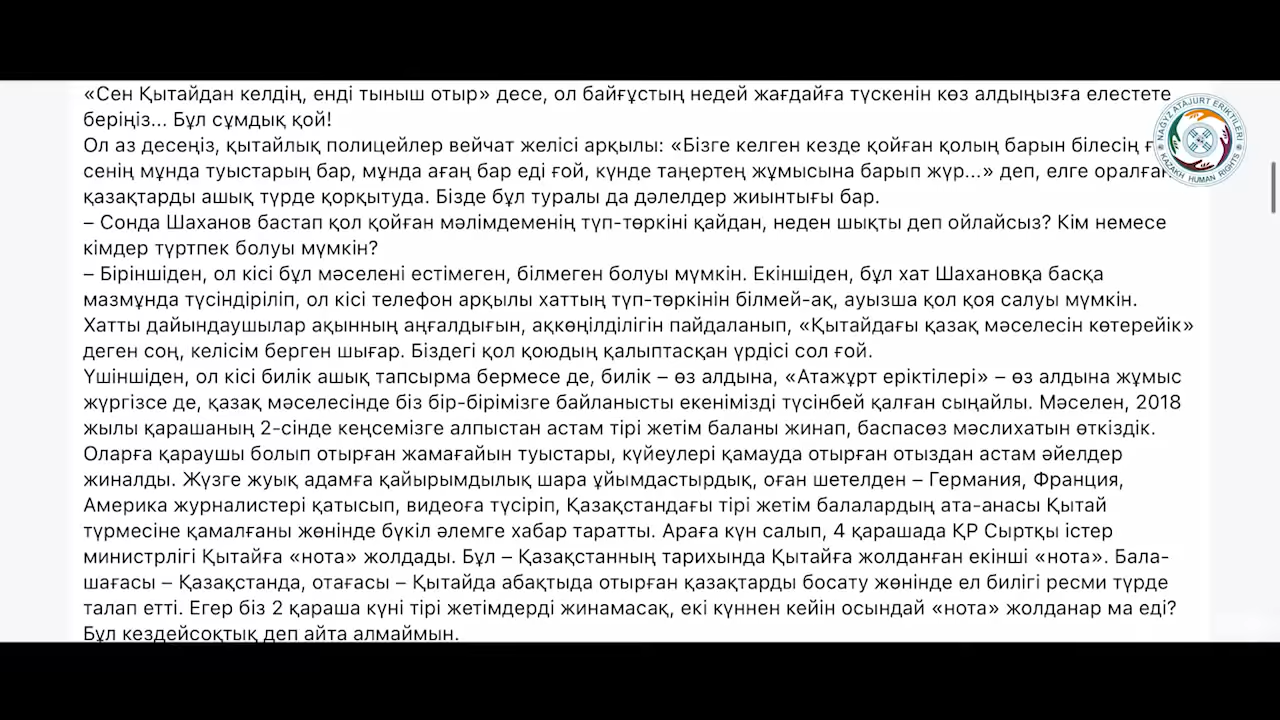 «Сен Қытайдан келдің, енді тыныш отыр» десе, ол байғұстың недей жағдайға түскенін көз алдыңызға елестете
беріңіз... Бұл сұмдық қой!
Ол аз десеңіз, қытайлық полицейлер вейчат желісі арқылы: «Бізге келген кезде қойған қолың барын білесің
сенің мұнда туыстарың бар, мұнда ағаң бар еді ғой, күнде таңертең жұмысына барып жүр...» деп, елге
қазақтарды ашық түрде қорқытуда. Бізде бұл туралы да дәлелдер жиынтығы бар.
– Сонда Шаханов бастап қол қойған мәлімдеменің түп-төркіні қайдан, неден шықты деп ойлайсыз? Кім немесе
кімдер түртпек болуы мүмкін?
– Біріншіден, ол кісі бұл мәселені естімеген, білмеген болуы мүмкін. Екіншіден, бұл хат Шахановқа басқа
мазмұнда түсіндіріліп, ол кісі телефон арқылы хаттың түп-төркінін білмей-ақ, ауызша қол қоя салуы мүмкін.
Хатты дайындаушылар ақынның аңғалдығын, ақкөңілділігін пайдаланып, «Қытайдағы қазақ мәселесін көтерейік»
деген соң, келісім берген шығар. Біздегі қол қоюдың қалыптасқан үрдісі сол ғой.
Үшіншіден, ол кісі билік ашық тапсырма бермесе де, билік – өз алдына, «Атажұрт еріктілері» – өз алдына жұмыс
жүргізсе де, қазақ мәселесінде біз бір-бірімізге байланысты екенімізді түсінбей қалған сыңайлы. Мәселен, 2018
жылы қарашаның 2-сінде кеңсемізге алпыстан астам тірі жетім баланы жинап, баспасөз мәслихатын өткіздік.
Оларға қараушы болып отырған жамағайын туыстары, күйеулері қамауда отырған отыздан астам әйелдер
жиналды. Жүзге жуық адамға қайырымдылық шара ұйымдастырдық, оған шетелден – Германия, Франция,
Америка журналистері қатысып, видеоға түсіріп, Қазақстандағы тірі жетім балалардың ата-анасы Қытай
түрмесіне қамалғаны жөнінде бүкіл әлемге хабар таратты. Араға күн салып, 4 қарашада ҚР Сыртқы істер
министрлігі Қытайға «нота» жолдады. Бұл – Қазақстанның тарихында Қытайға жолданған екінші «нота». Бала-
шағасы – Қазақстанда, отағасы – Қытайда абақтыда отырған қазақтарды босату жөнінде ел билігі ресми түрде
талап етті. Егер біз 2 қараша күні тірі жетімдерді жинамасақ, екі күннен кейін осындай «нота» жолданар ма еді?
Бұл кездейсоқтық деп айта алмаймын.
NAĞYZ ATAJURT ERIKTILERI
KAZAKH HUMAN RIGHTS